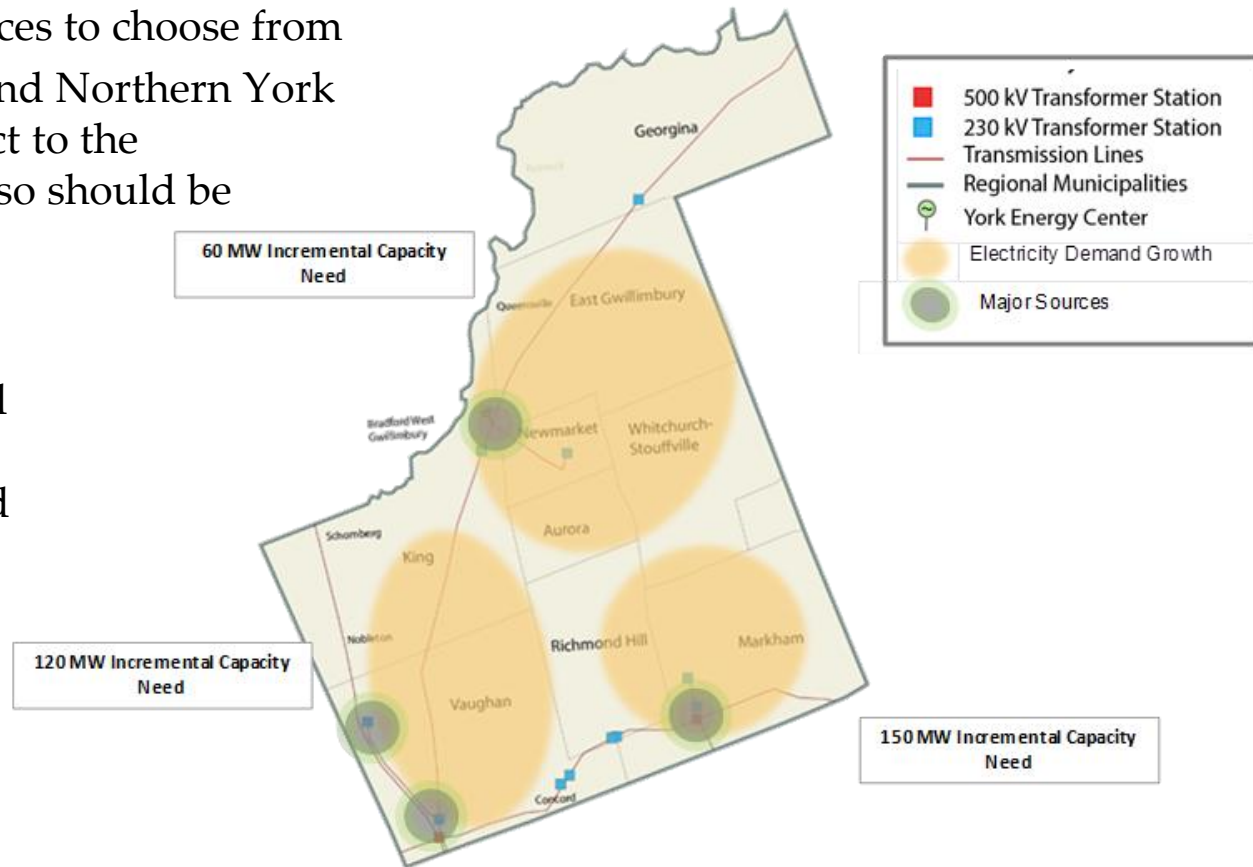 ces to choose from
nd Northern York
ct to the
so should be
d
500 kV Transformer Station
230 kV Transformer Station
Transmission Lines
Regional Municipalities
York Energy Center
Electricity Demand Growth
Major Sources
60 MW Incremental Capacity
Need
Georgina
East Gwillimbury
Bradford West
Gwillimbury
Newmarket
Whitchurch-
Stouffville
Aurora
Schomberg
King
Nobleton
Richmond Hill
Markham
120 MW Incremental Capacity
Need
Vaughan
150 MW Incremental Capacity
Need
Concord